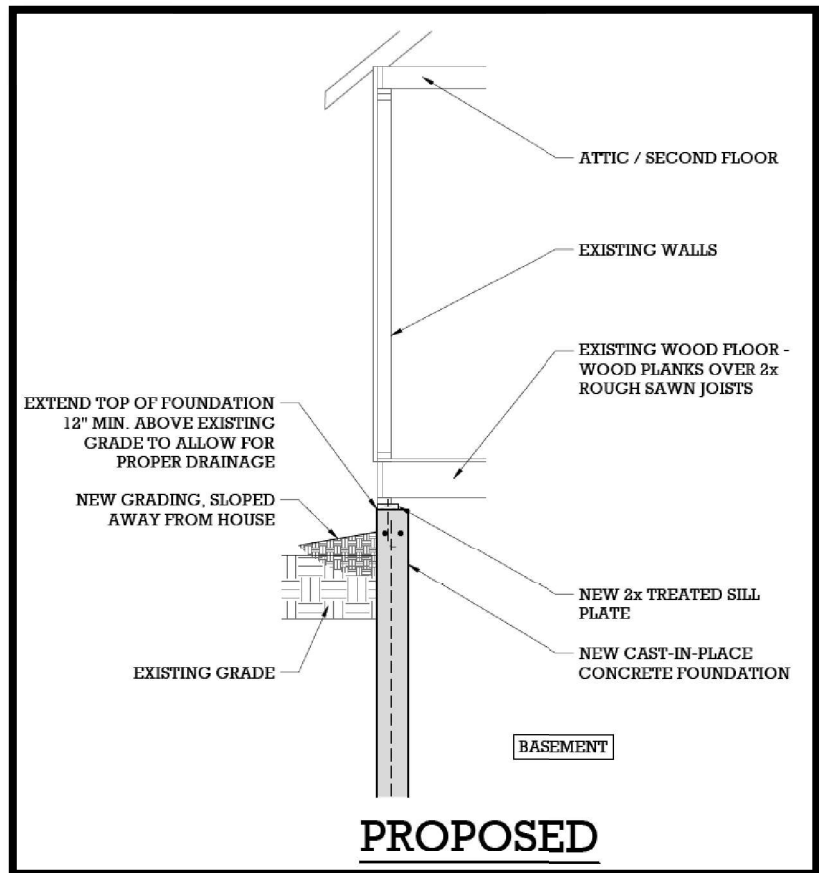 ATTIC / SECOND FLOOR
EXISTING WALLS
EXISTING WOOD FLOOR -
WOOD PLANKS OVER 2x
ROUGH SAWN JOISTS
EXTEND TOP OF FOUNDATION
12" MIN. ABOVE EXISTING
GRADE TO ALLOW FOR
PROPER DRAINAGE
NEW GRADING, SLOPED
AWAY FROM HOUSE
NEW 2x TREATED SILL
PLATE
EXISTING GRADE
NEW CAST-IN-PLACE
CONCRETE FOUNDATION
BASEMENT
PROPOSED